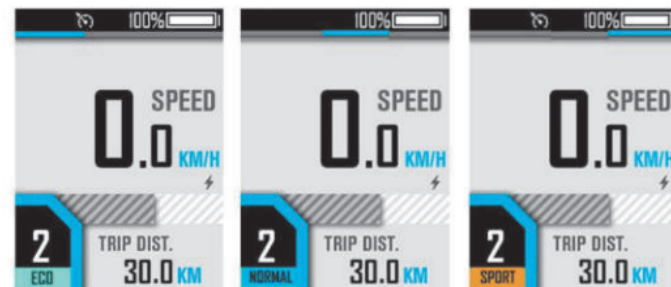 100%
SPEED
0.0 KM/H
2
ECO
TRIP DIST.
30.0 KM
100%
SPEED
0.0 KM/H
2
NORMAL
TRIP DIST.
30.0 KM
100%
SPEED
0.0 KM/H
2
SPORT
TRIP DIST.
30.0 KM